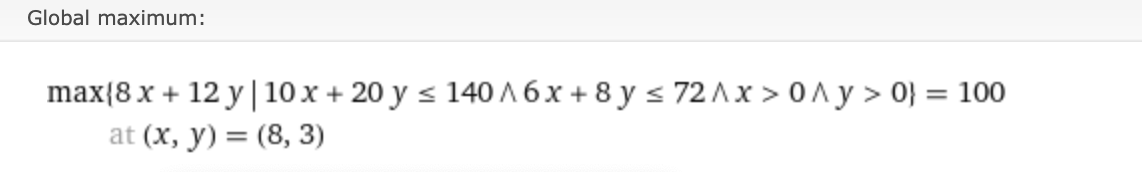 Global maximum:
max{8 x + 12 y | 10 x + 20 y ≤ 140 ∧ 6 x + 8 y ≤ 72 ∧ x > 0 ∧ y > 0} = 100
at (x, y) = (8, 3)